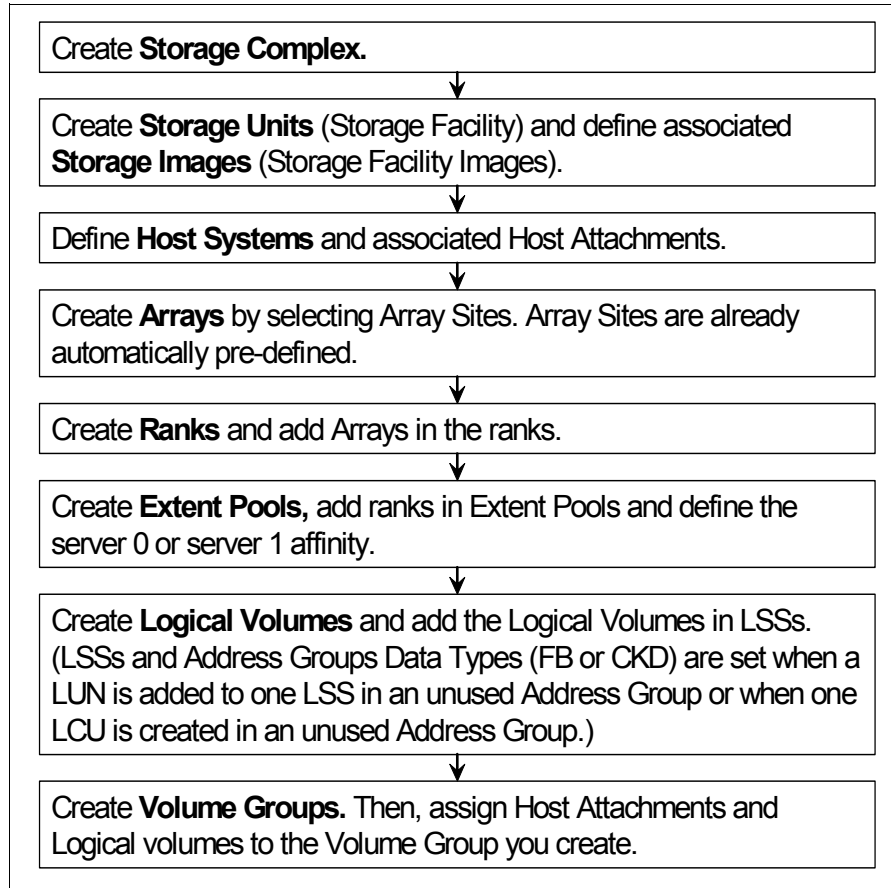 Create Storage Complex.
Create Storage Units (Storage Facility) and define associated
Storage Images (Storage Facility Images).
Define Host Systems and associated Host Attachments.
Create Arrays by selecting Array Sites. Array Sites are already
automatically pre-defined.
Create Ranks and add Arrays in the ranks.
Create Extent Pools, add ranks in Extent Pools and define the
server 0 or server 1 affinity.
Create Logical Volumes and add the Logical Volumes in LSSs.
(LSSs and Address Groups Data Types (FB or CKD) are set when a
LUN is added to one LSS in an unused Address Group or when one
LCU is created in an unused Address Group.)
Create Volume Groups. Then, assign Host Attachments and
Logical volumes to the Volume Group you create.